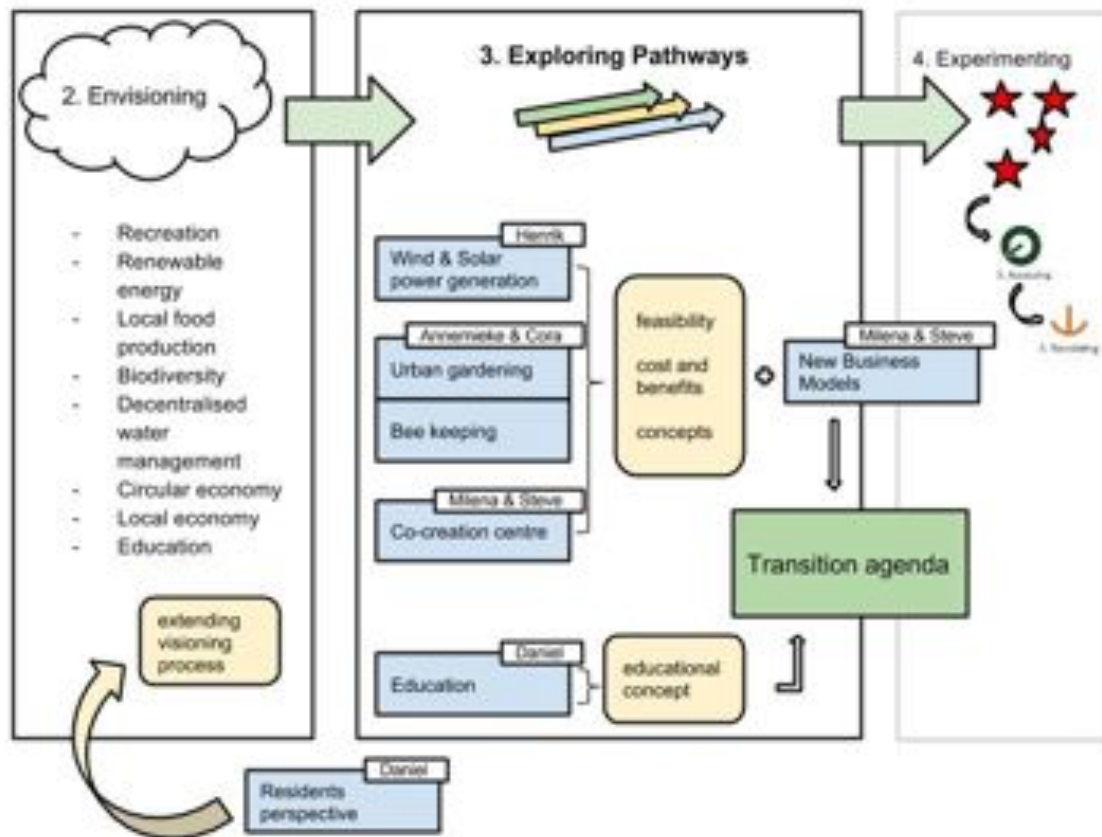 2. Envisioning
- Recreation
- Renewable
energy
- Local food
production
- Biodiversity
- Decentralised
water
management
- Circular economy
- Local economy
- Education
extending
visioning
process
Daniel
Residents
perspective
3. Exploring Pathways
Henrik
Wind & Solar
power generation
Annemieke & Cora
Urban gardening
Bee keeping
Milena & Steve
Co-creation centre
feasibility
cost and
benefits
concepts
Milena & Steve
New Business
Models
Transition agenda
Daniel
Education
educational
concept
4. Experimenting